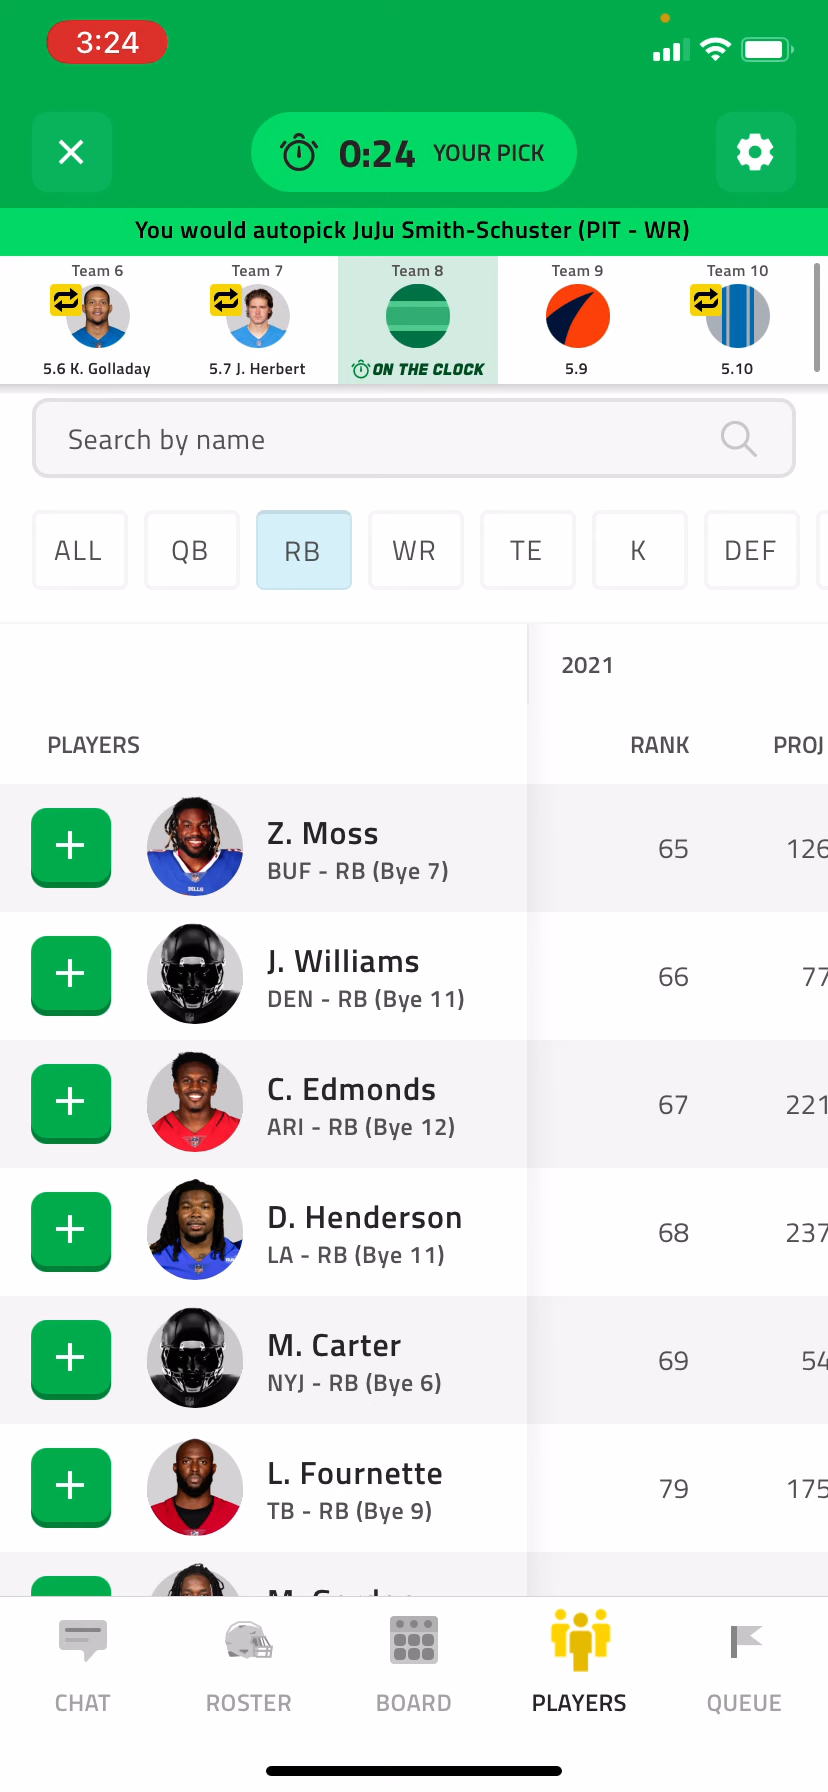 3:24
0:24 YOUR PICK
You would autopick JuJu Smith-Schuster (PIT - WR)
Team 6 Team 7 Team 8 Team 9 Team 10
5.6 K. Golladay 5.7 J. Herbert ON THE CLOCK 5.9 5.10
Search by name
ALL QB RB WR TE K DEF
2021
PLAYERS RANK PROJ
Z. Moss
BUF - RB (Bye 7)
65 126
J. Williams
DEN - RB (Bye 11)
66 77
C. Edmonds
ARI - RB (Bye 12)
67 221
D. Henderson
LA - RB (Bye 11)
68 237
M. Carter
NYJ - RB (Bye 6)
69 54
L. Fournette
TB - RB (Bye 9)
79 175
CHAT ROSTER BOARD PLAYERS QUEUE